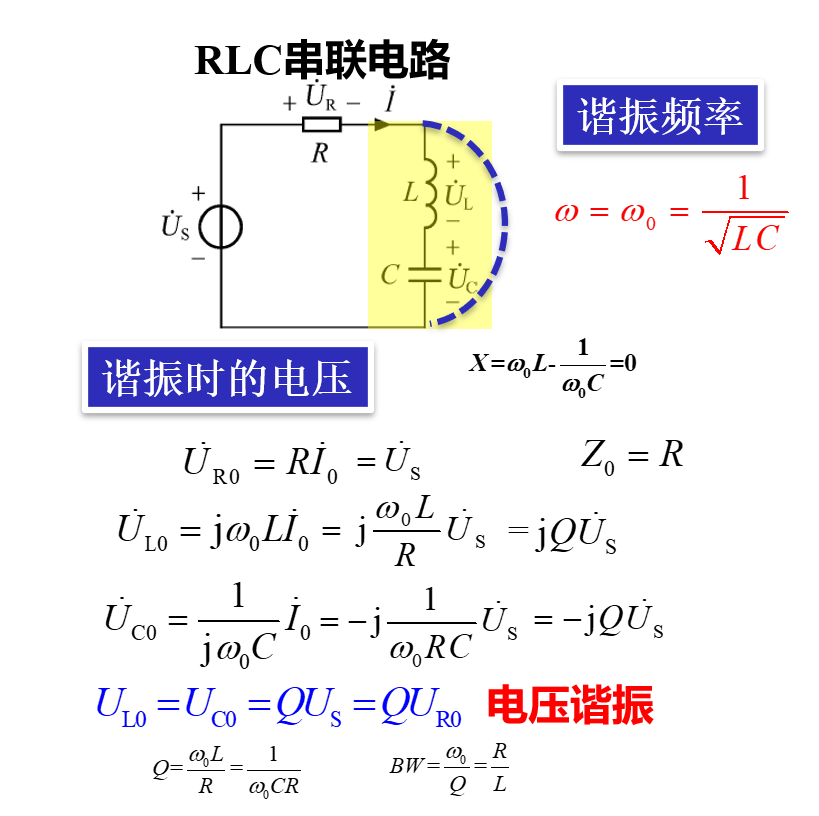 RLC串联电路
+ U̇R − İ
R
谐振频率
ω = ω₀ = 1/√LC
+
L U̇L
−
+
U̇S
−
+
C U̇C
−
谐振时的电压
X=ω₀L-1/ω₀C=0
U̇R0 = Rİ₀ = U̇S
Z₀ = R
U̇L0 = jω₀Lİ₀ = j ω₀L/R U̇S = jQU̇S
U̇C0 = 1/jω₀C İ₀ = −j 1/ω₀RC U̇S = −jQU̇S
UL0 = UC0 = QUS = QUR0 电压谐振
Q = ω₀L/R = 1/ω₀CR
BW = ω₀/Q = R/L